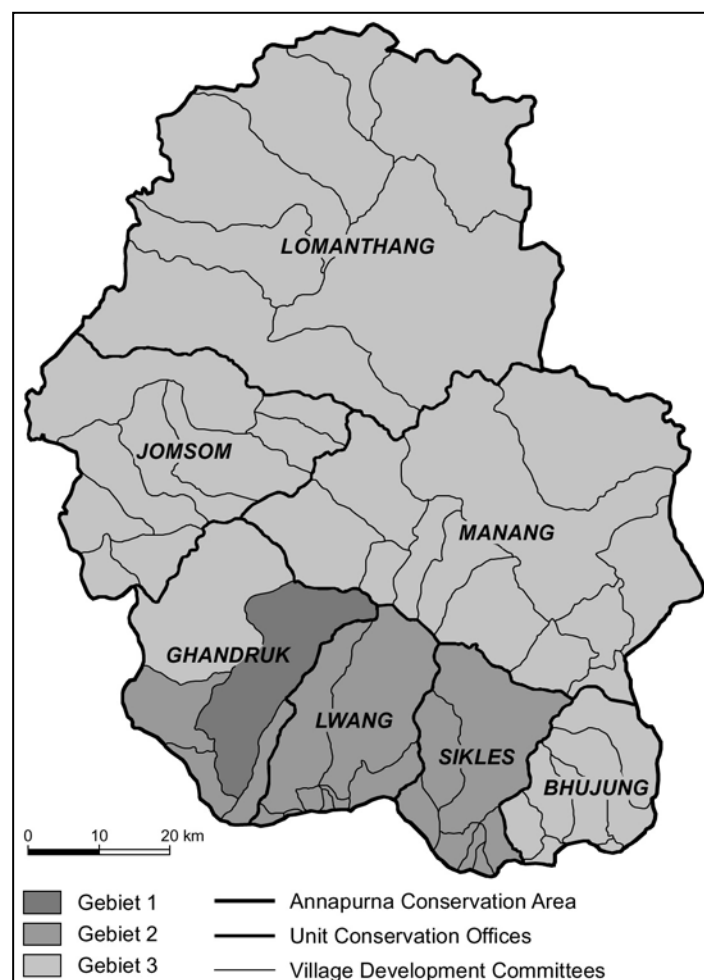 LOMANTHANG
JOMSOM
MANANG
GHANDRUK
LWANG
SIKLES
BHUJUNG
0 10 20 km
Gebiet 1 Annapurna Conservation Area
Gebiet 2 Unit Conservation Offices
Gebiet 3 Village Development Committees